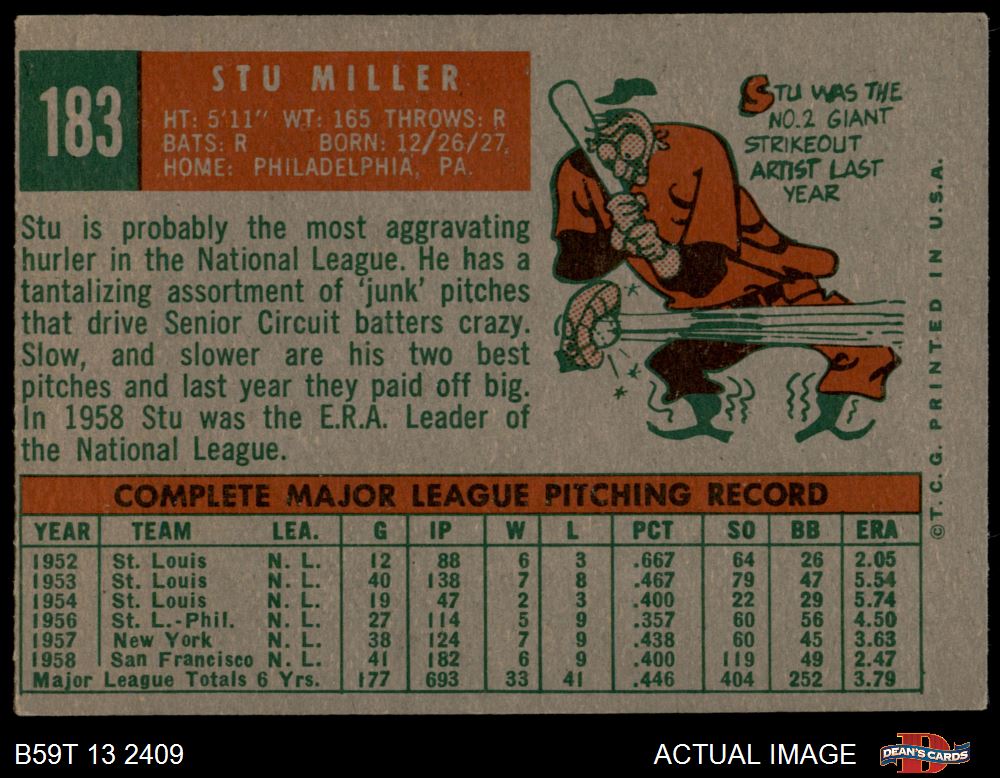 183
STU MILLER
HT: 5'11" WT: 165 THROWS: R
BATS: R BORN: 12/26/27
HOME: PHILADELPHIA, PA.
STU WAS THE
NO. 2 GIANT
STRIKEOUT
ARTIST LAST
YEAR
Stu is probably the most aggravating
hurler in the National League. He has a
tantalizing assortment of 'junk' pitches
that drive Senior Circuit batters crazy.
Slow, and slower are his two best
pitches and last year they paid off big.
In 1958 Stu was the E.R.A. Leader of
the National League.
COMPLETE MAJOR LEAGUE PITCHING RECORD
YEAR TEAM LEA. G IP W L PCT SO BB ERA
1952 St. Louis N. L. 12 88 6 3 .667 64 26 2.05
1953 St. Louis N. L. 40 138 7 8 .467 79 47 5.54
1954 St. Louis N. L. 19 47 2 3 .400 22 29 5.74
1956 St. L.-Phil. N. L. 27 114 5 9 .357 60 56 4.50
1957 New York N. L. 38 124 7 9 .438 60 45 3.63
1958 San Francisco N. L. 41 182 6 9 .400 119 49 2.47
Major League Totals 6 Yrs. 177 693 33 41 .446 404 252 3.79
©T.C.G. PRINTED IN U.S.A.
B59T 13 2409
ACTUAL IMAGE
DEAN'S CARDS